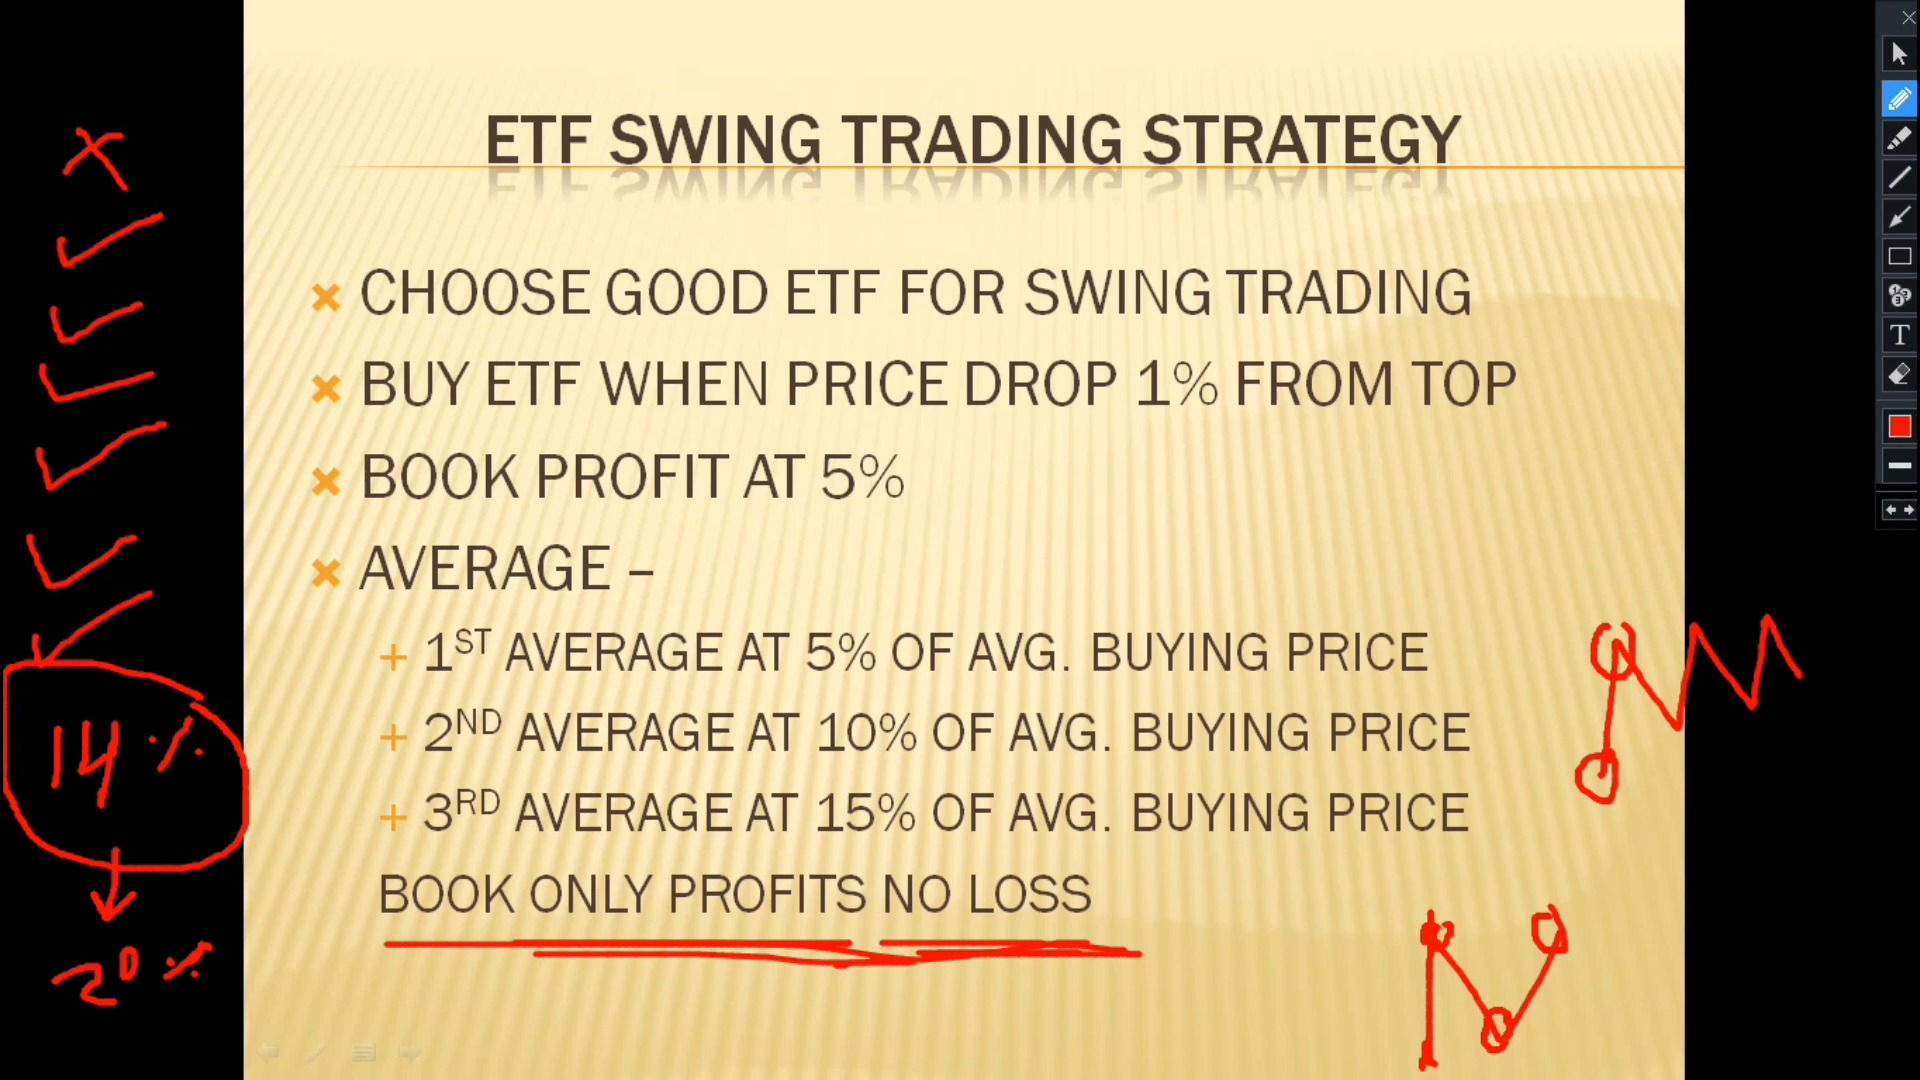 ETF SWING TRADING STRATEGY
CHOOSE GOOD ETF FOR SWING TRADING
BUY ETF WHEN PRICE DROP 1% FROM TOP
BOOK PROFIT AT 5%
AVERAGE –
1ST AVERAGE AT 5% OF AVG. BUYING PRICE
2ND AVERAGE AT 10% OF AVG. BUYING PRICE
3RD AVERAGE AT 15% OF AVG. BUYING PRICE
BOOK ONLY PROFITS NO LOSS
14%
20%
T